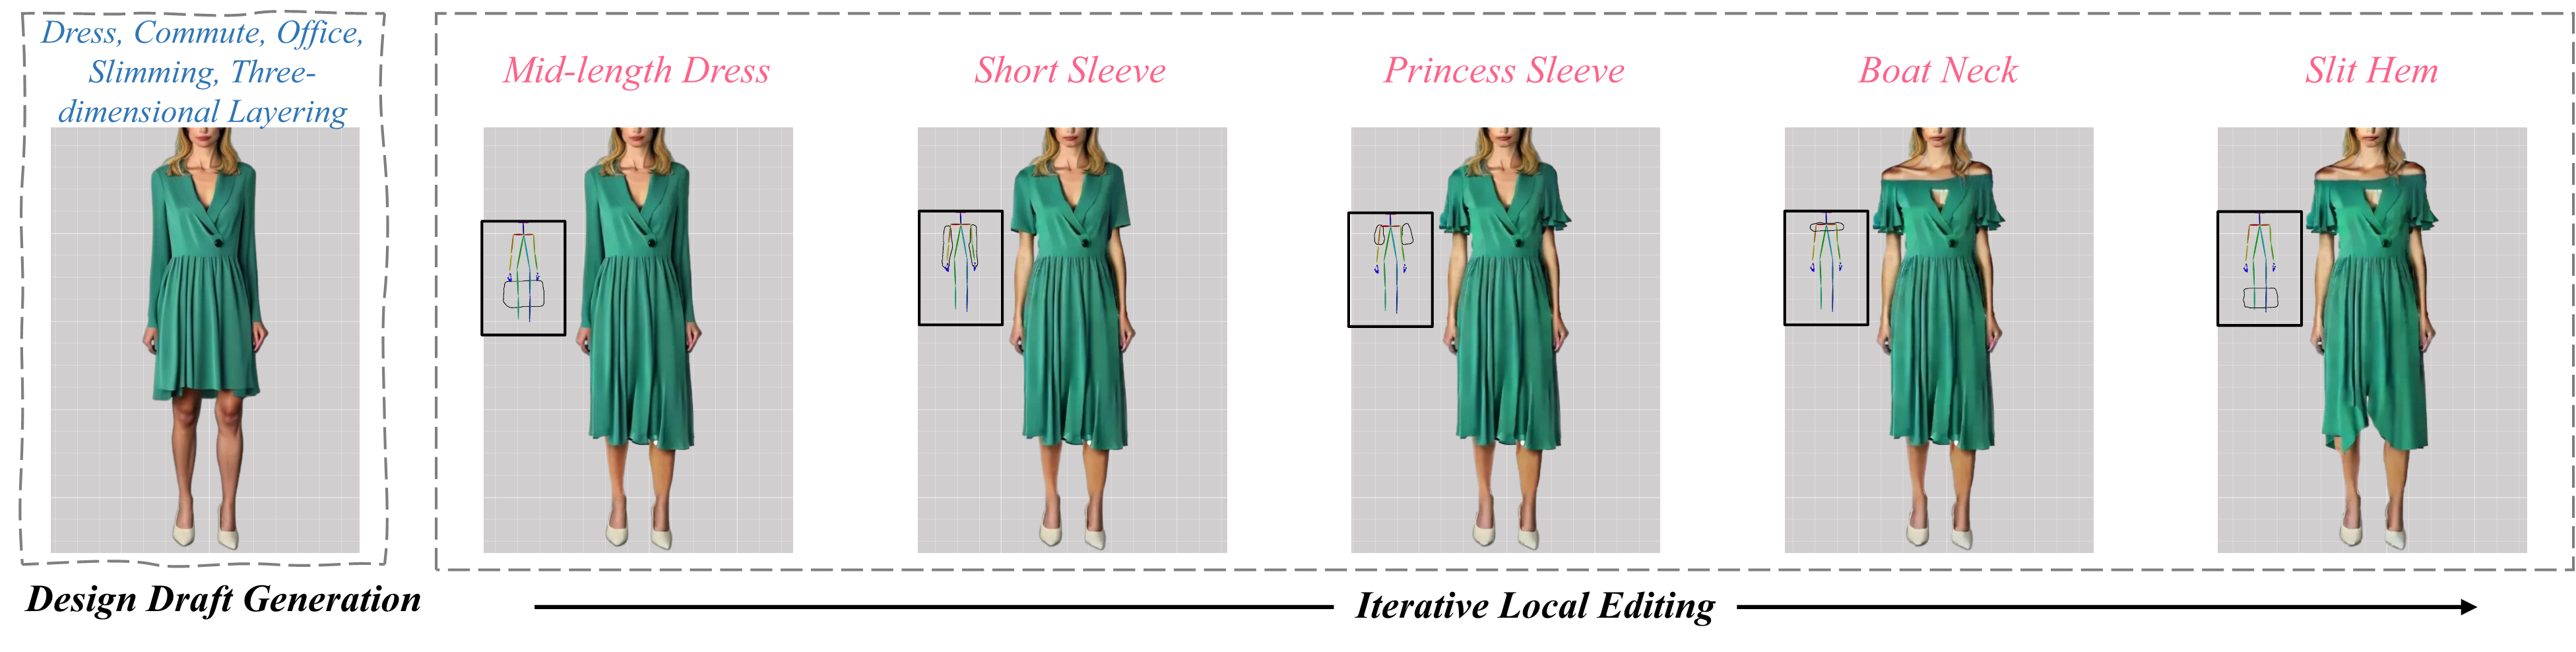 Dress, Commute, Office,
Slimming, Three-
dimensional Layering
Mid-length Dress
Short Sleeve
Princess Sleeve
Boat Neck
Slit Hem
Design Draft Generation
Iterative Local Editing